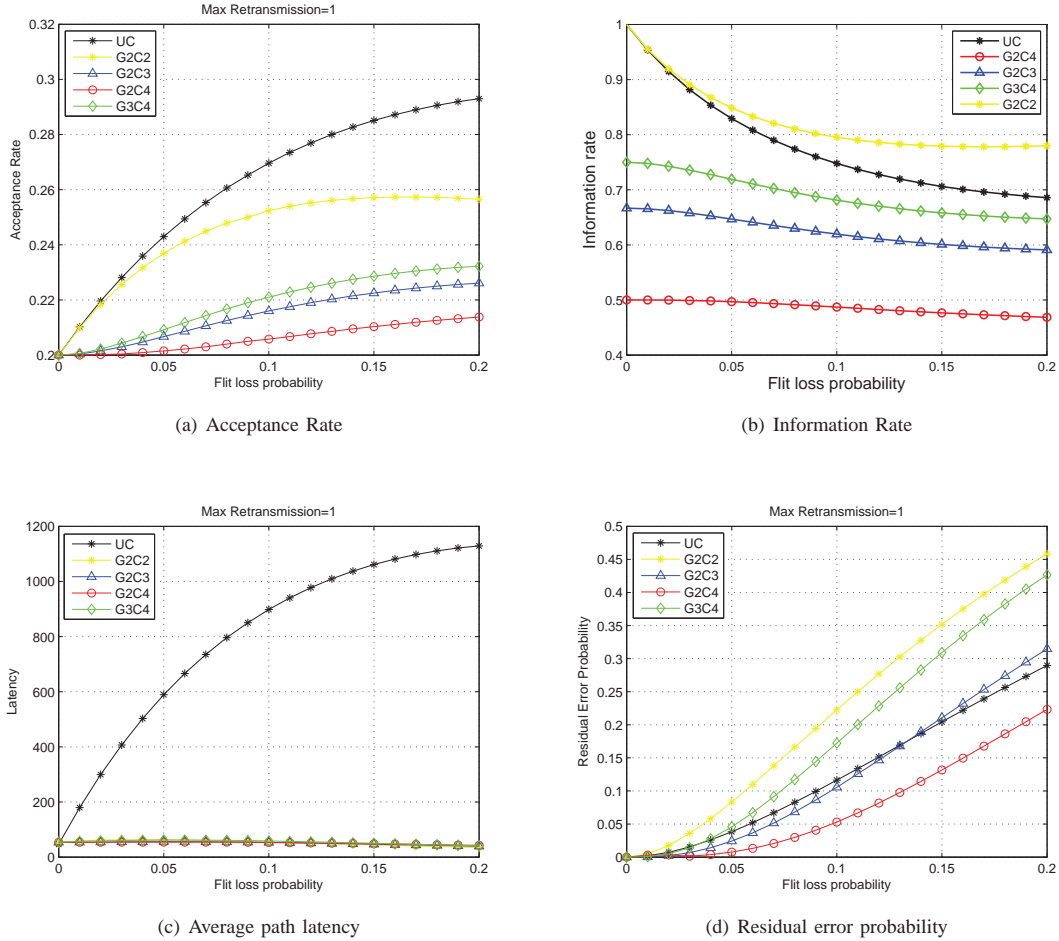 Max Retransmission=1
0.32
0.3
0.28
0.26
0.24
0.22
0.2
Acceptance Rate
UC
G2C2
G2C3
G2C4
G3C4
0 0.05 0.1 0.15 0.2
Flit loss probability
(a) Acceptance Rate
1
0.9
0.8
0.7
0.6
0.5
0.4
Information rate
UC
G2C4
G2C3
G3C4
G2C2
0 0.05 0.1 0.15 0.2
Flit loss probability
(b) Information Rate
Max Retransmission=1
1200
1000
800
600
400
200
0
Latency
UC
G2C2
G2C3
G2C4
G3C4
0 0.05 0.1 0.15 0.2
Flit loss probability
(c) Average path latency
Max Retransmission=1
0.5
0.45
0.4
0.35
0.3
0.25
0.2
0.15
0.1
0.05
0
Residual Error Probability
UC
G2C2
G2C3
G2C4
G3C4
0 0.05 0.1 0.15 0.2
Flit loss probability
(d) Residual error probability